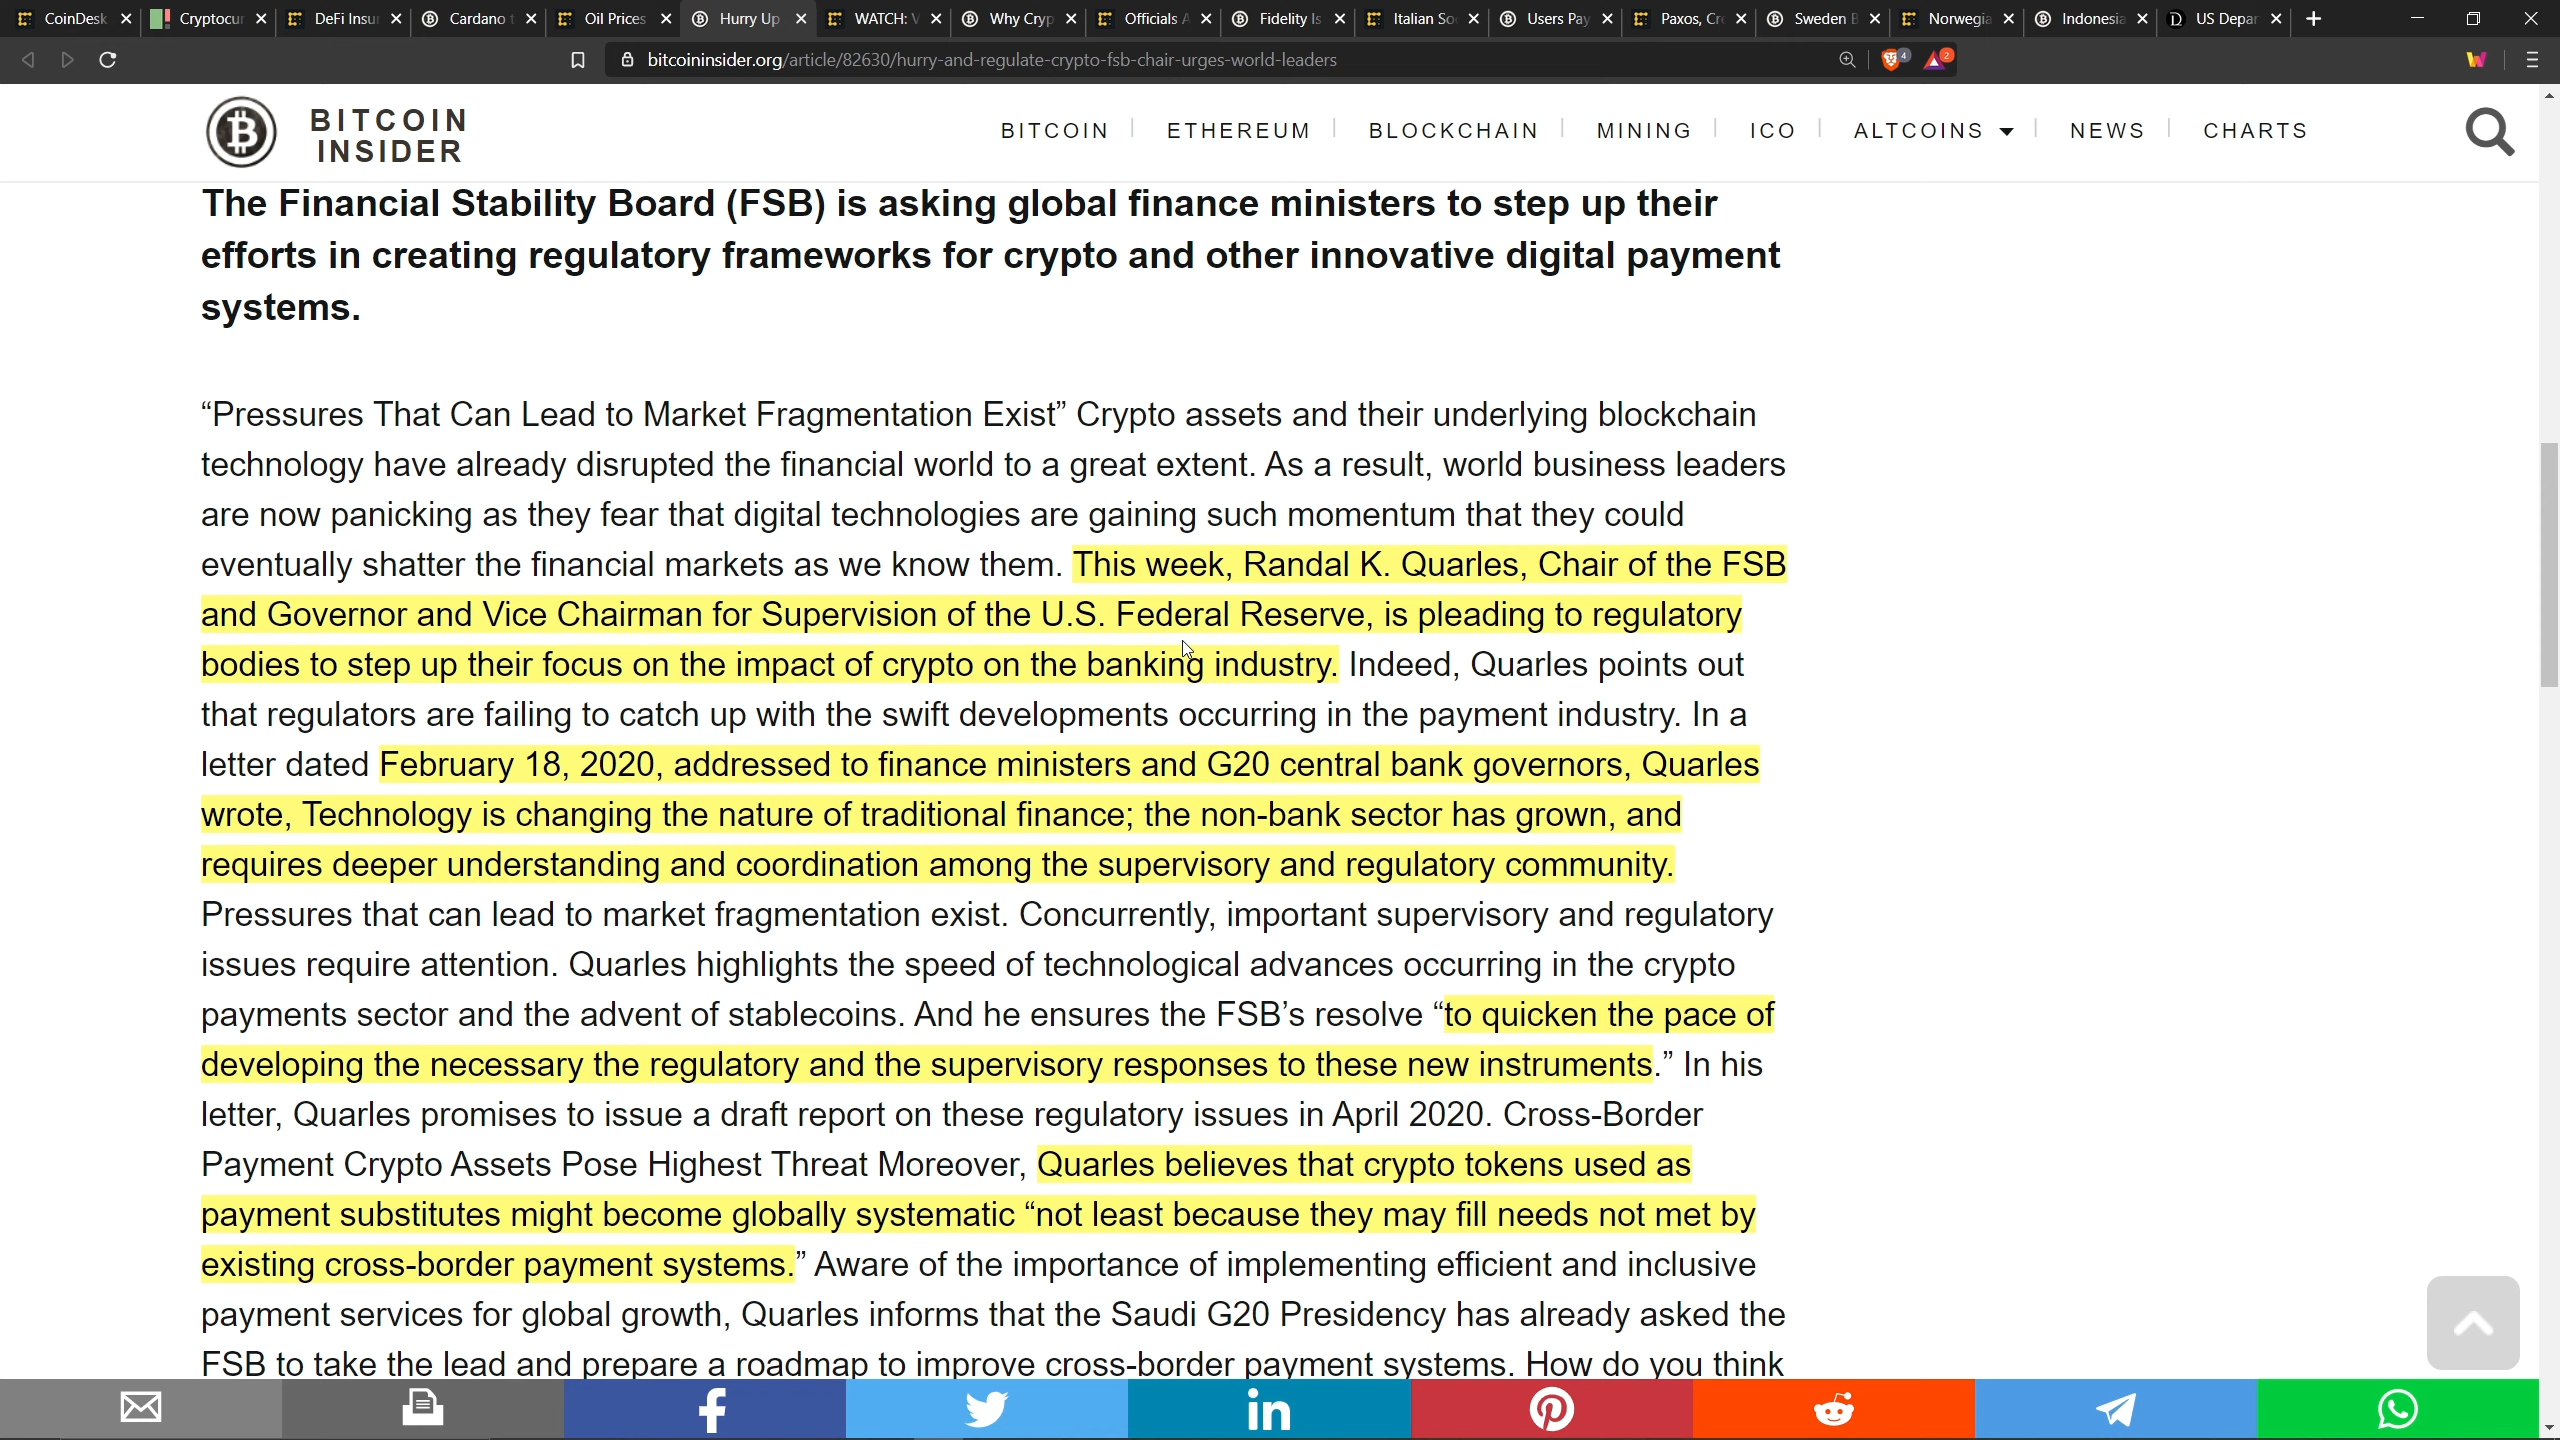 CoinDesk
Cryptocur
DeFi Insur
Cardano t
Oil Prices
Hurry Up
WATCH: V
Why Cryp
Officials A
Fidelity Is
Italian So
Users Pay
Paxos, Cr
Sweden B
Norwegia
Indonesia
US Depar
bitcoininsider.org/article/82630/hurry-and-regulate-crypto-fsb-chair-urges-world-leaders
4
2
BITCOIN
INSIDER
BITCOIN
ETHEREUM
BLOCKCHAIN
MINING
ICO
ALTCOINS
NEWS
CHARTS
The Financial Stability Board (FSB) is asking global finance ministers to step up their
efforts in creating regulatory frameworks for crypto and other innovative digital payment
systems.
“Pressures That Can Lead to Market Fragmentation Exist” Crypto assets and their underlying blockchain
technology have already disrupted the financial world to a great extent. As a result, world business leaders
are now panicking as they fear that digital technologies are gaining such momentum that they could
eventually shatter the financial markets as we know them. This week, Randal K. Quarles, Chair of the FSB
and Governor and Vice Chairman for Supervision of the U.S. Federal Reserve, is pleading to regulatory
bodies to step up their focus on the impact of crypto on the banking industry. Indeed, Quarles points out
that regulators are failing to catch up with the swift developments occurring in the payment industry. In a
letter dated February 18, 2020, addressed to finance ministers and G20 central bank governors, Quarles
wrote, Technology is changing the nature of traditional finance; the non-bank sector has grown, and
requires deeper understanding and coordination among the supervisory and regulatory community.
Pressures that can lead to market fragmentation exist. Concurrently, important supervisory and regulatory
issues require attention. Quarles highlights the speed of technological advances occurring in the crypto
payments sector and the advent of stablecoins. And he ensures the FSB’s resolve “to quicken the pace of
developing the necessary the regulatory and the supervisory responses to these new instruments.” In his
letter, Quarles promises to issue a draft report on these regulatory issues in April 2020. Cross-Border
Payment Crypto Assets Pose Highest Threat Moreover, Quarles believes that crypto tokens used as
payment substitutes might become globally systematic “not least because they may fill needs not met by
existing cross-border payment systems.” Aware of the importance of implementing efficient and inclusive
payment services for global growth, Quarles informs that the Saudi G20 Presidency has already asked the
FSB to take the lead and prepare a roadmap to improve cross-border payment systems. How do you think